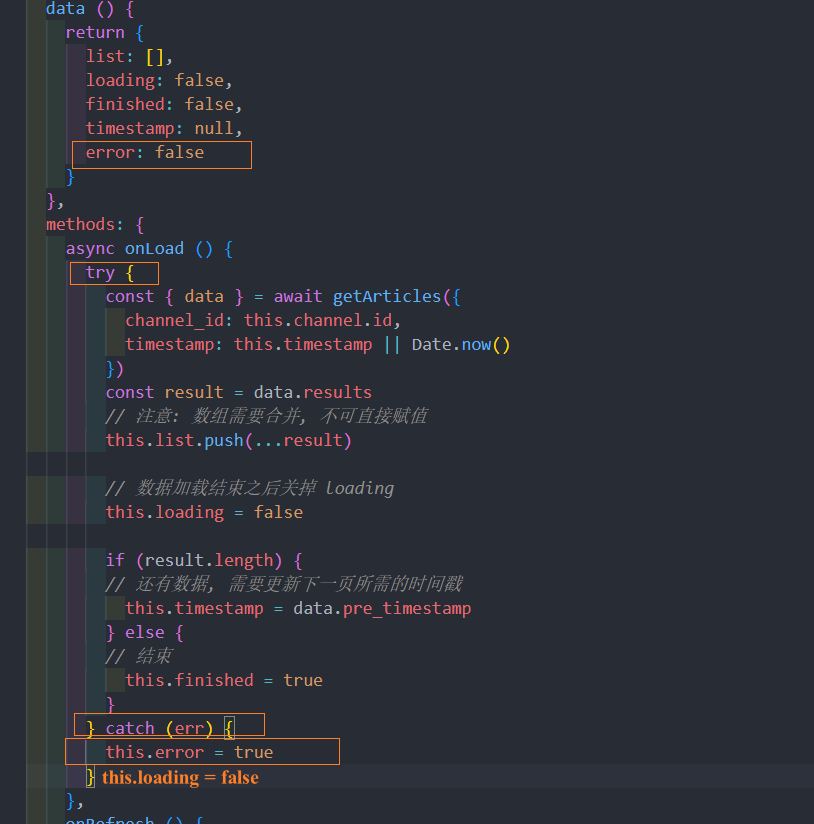 data () {
return {
list: [],
loading: false,
finished: false,
timestamp: null,
error: false
}
},
methods: {
async onLoad () {
try {
const { data } = await getArticles({
channel_id: this.channel.id,
timestamp: this.timestamp || Date.now()
})
const result = data.results
// 注意: 数组需要合并, 不可直接赋值
this.list.push(...result)
// 数据加载结束之后关掉 loading
this.loading = false
if (result.length) {
// 还有数据, 需要更新下一页所需的时间戳
this.timestamp = data.pre_timestamp
} else {
// 结束
this.finished = true
}
} catch (err) {
this.error = true
} this.loading = false
},
onRefresh () {